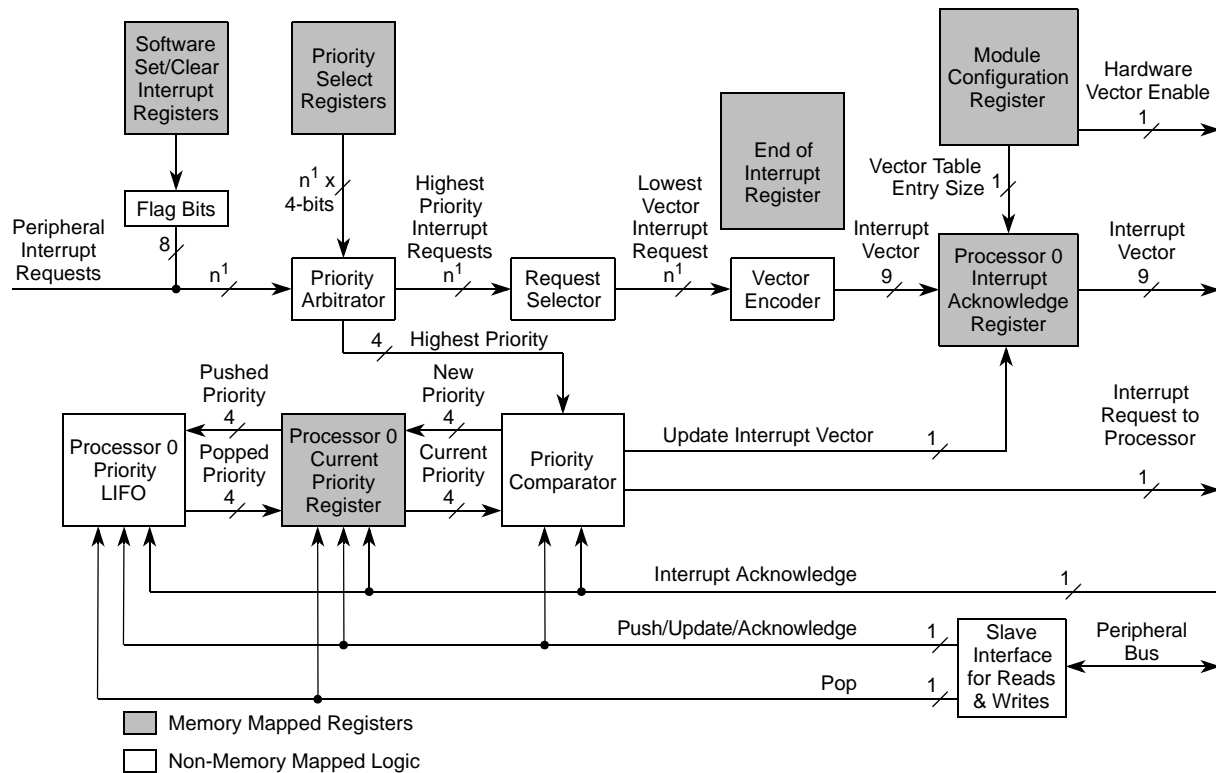 Software
Set/Clear
Interrupt
Registers
Priority
Select
Registers
Module
Configuration
Register
Hardware
Vector Enable
1
End of
Interrupt
Register
Vector Table
Entry Size
1
Flag Bits
8
n¹ x
4-bits
Peripheral
Interrupt
Requests
n¹
Priority
Arbitrator
Highest
Priority
Interrupt
Requests
n¹
Request
Selector
Lowest
Vector
Interrupt
Request
n¹
Vector
Encoder
Interrupt
Vector
9
Processor 0
Interrupt
Acknowledge
Register
Interrupt
Vector
9
4
Highest Priority
Processor 0
Priority
LIFO
Pushed
Priority
4
Popped
Priority
4
Processor 0
Current
Priority
Register
New
Priority
4
Current
Priority
4
Priority
Comparator
Update Interrupt Vector
1
Interrupt
Request to
Processor
1
Interrupt Acknowledge
1
Push/Update/Acknowledge
1
Pop
1
Slave
Interface
for Reads
& Writes
Peripheral
Bus
Memory Mapped Registers
Non-Memory Mapped Logic